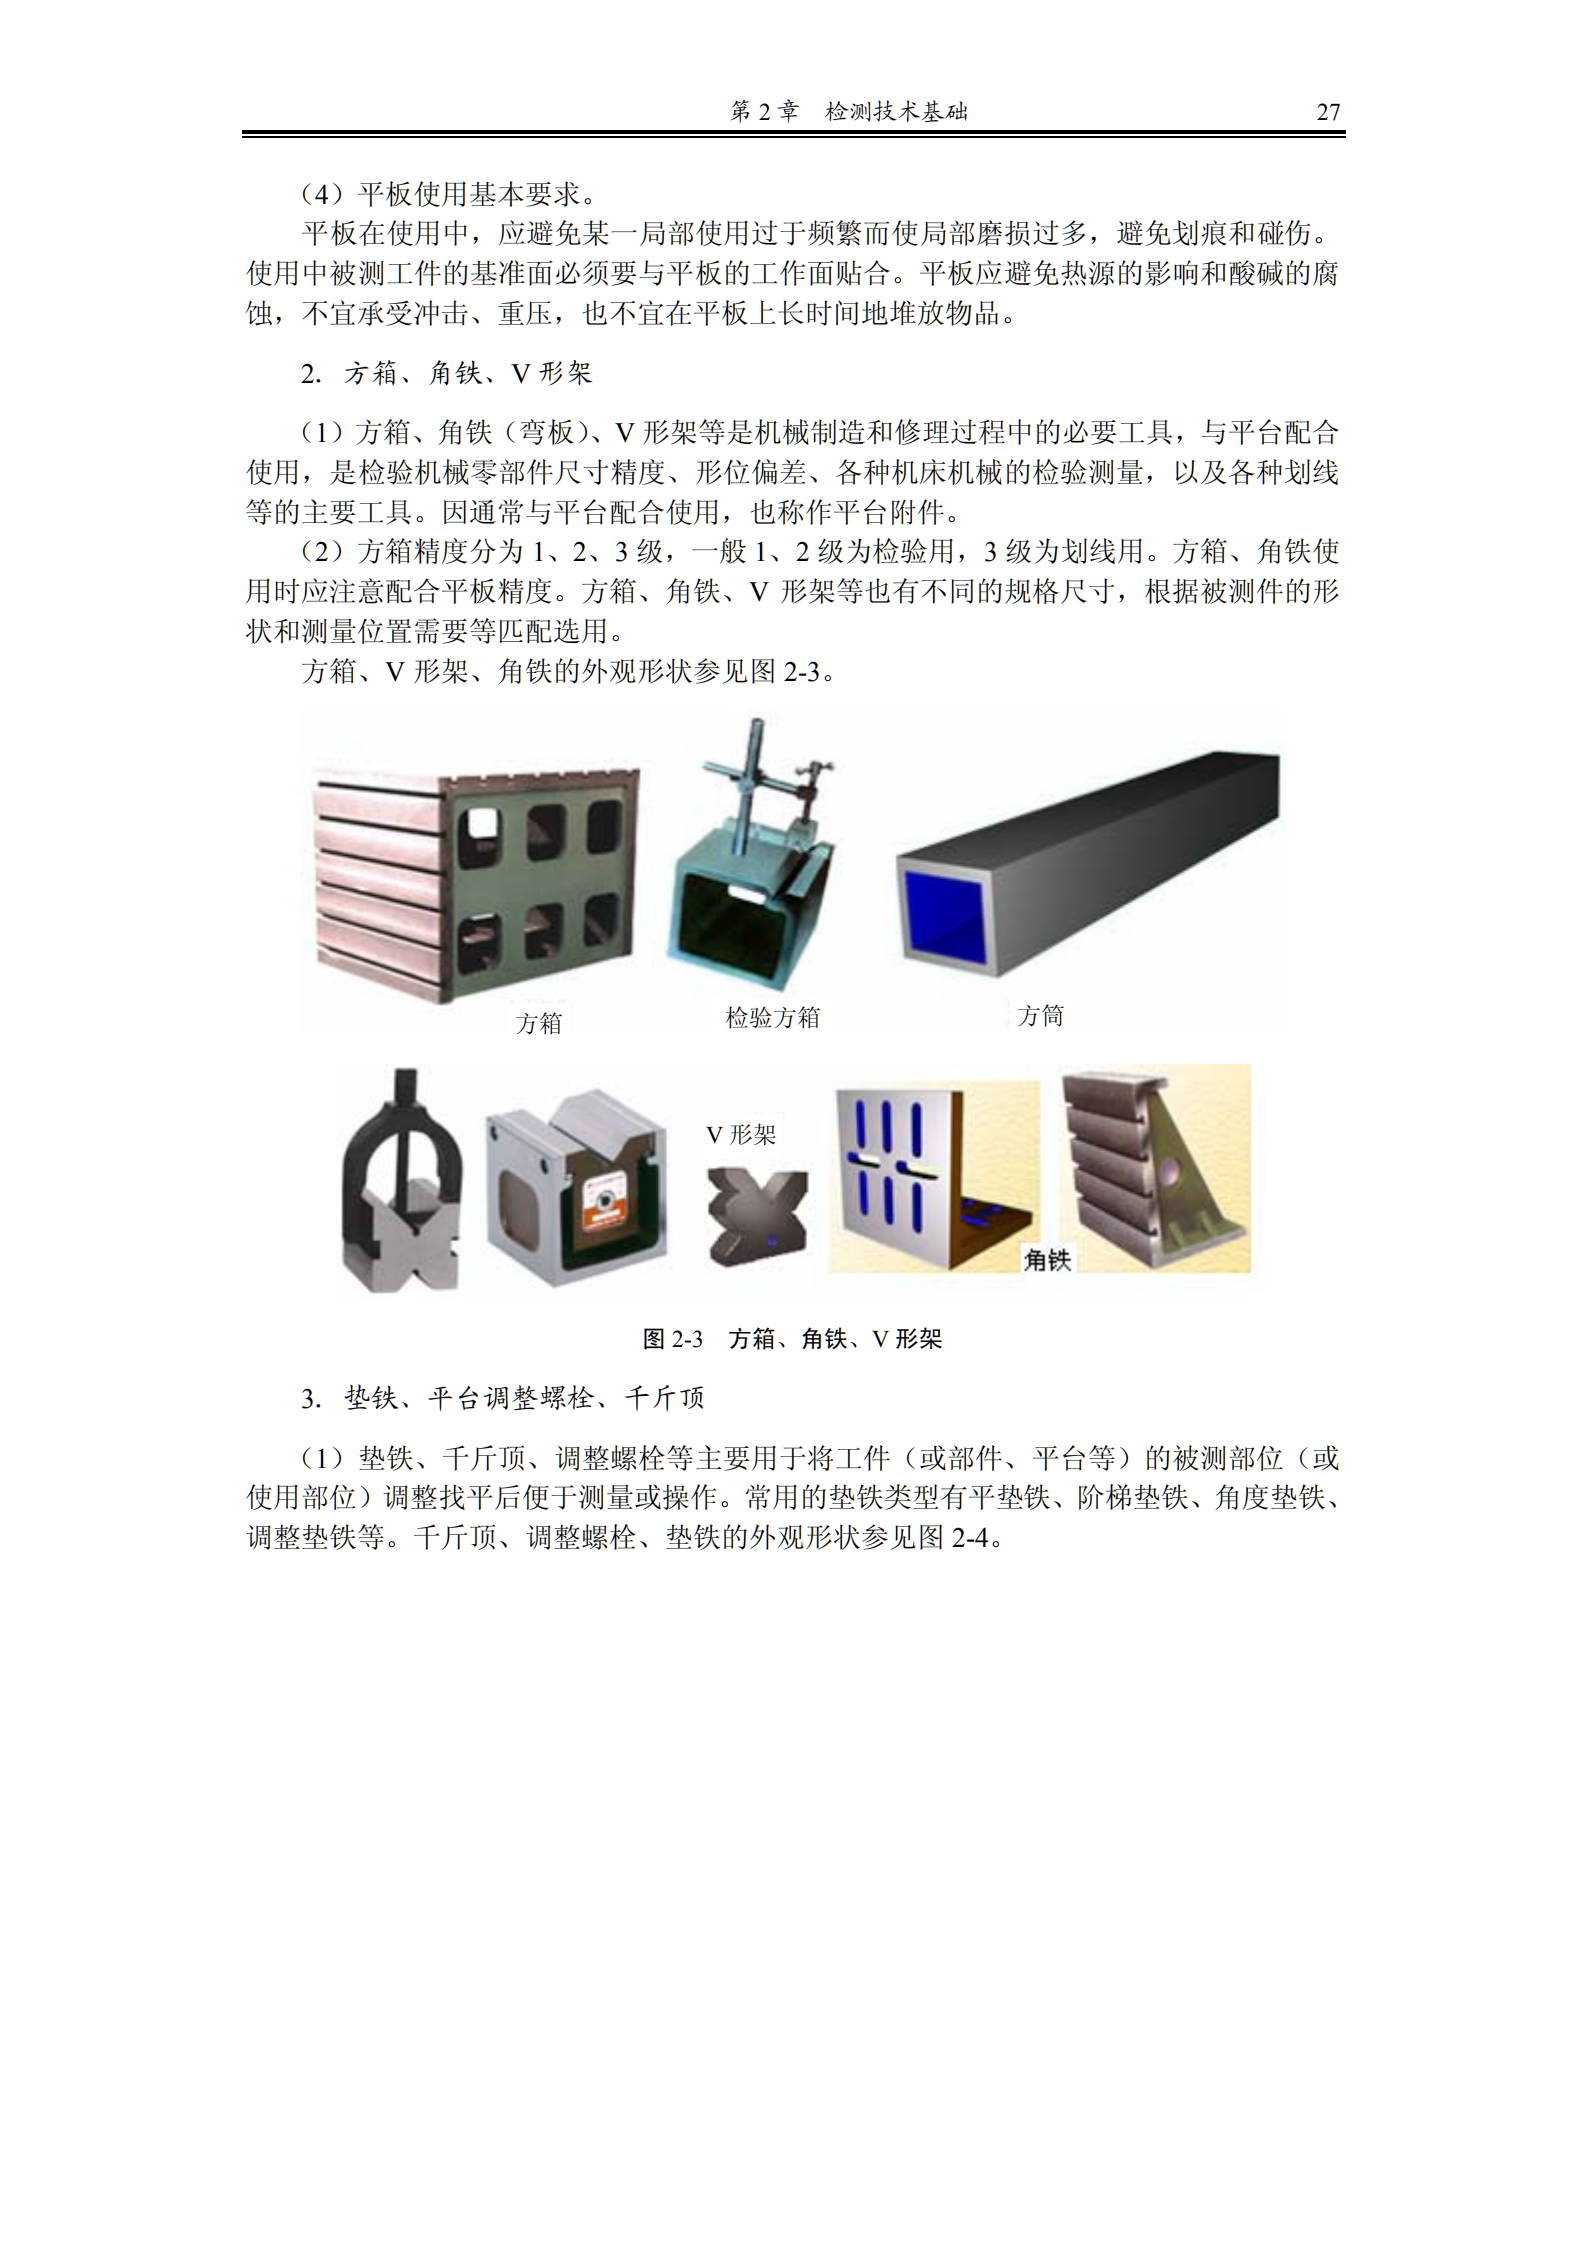 第 2 章 检测技术基础 27
（4）平板使用基本要求。
平板在使用中，应避免某一局部使用过于频繁而使局部磨损过多，避免划痕和碰伤。
使用中被测工件的基准面必须要与平板的工作面贴合。平板应避免热源的影响和酸碱的腐
蚀，不宜承受冲击、重压，也不宜在平板上长时间地堆放物品。
2．方箱、角铁、V 形架
（1）方箱、角铁（弯板）、V 形架等是机械制造和修理过程中的必要工具，与平台配合
使用，是检验机械零部件尺寸精度、形位偏差、各种机床机械的检验测量，以及各种划线
等的主要工具。因通常与平台配合使用，也称作平台附件。
（2）方箱精度分为 1、2、3 级，一般 1、2 级为检验用，3 级为划线用。方箱、角铁使
用时应注意配合平板精度。方箱、角铁、V 形架等也有不同的规格尺寸，根据被测件的形
状和测量位置需要等匹配选用。
方箱、V 形架、角铁的外观形状参见图 2-3。
方箱 检验方箱 方筒
V 形架
角铁
图 2-3 方箱、角铁、V 形架
3．垫铁、平台调整螺栓、千斤顶
（1）垫铁、千斤顶、调整螺栓等主要用于将工件（或部件、平台等）的被测部位（或
使用部位）调整找平后便于测量或操作。常用的垫铁类型有平垫铁、阶梯垫铁、角度垫铁、
调整垫铁等。千斤顶、调整螺栓、垫铁的外观形状参见图 2-4。